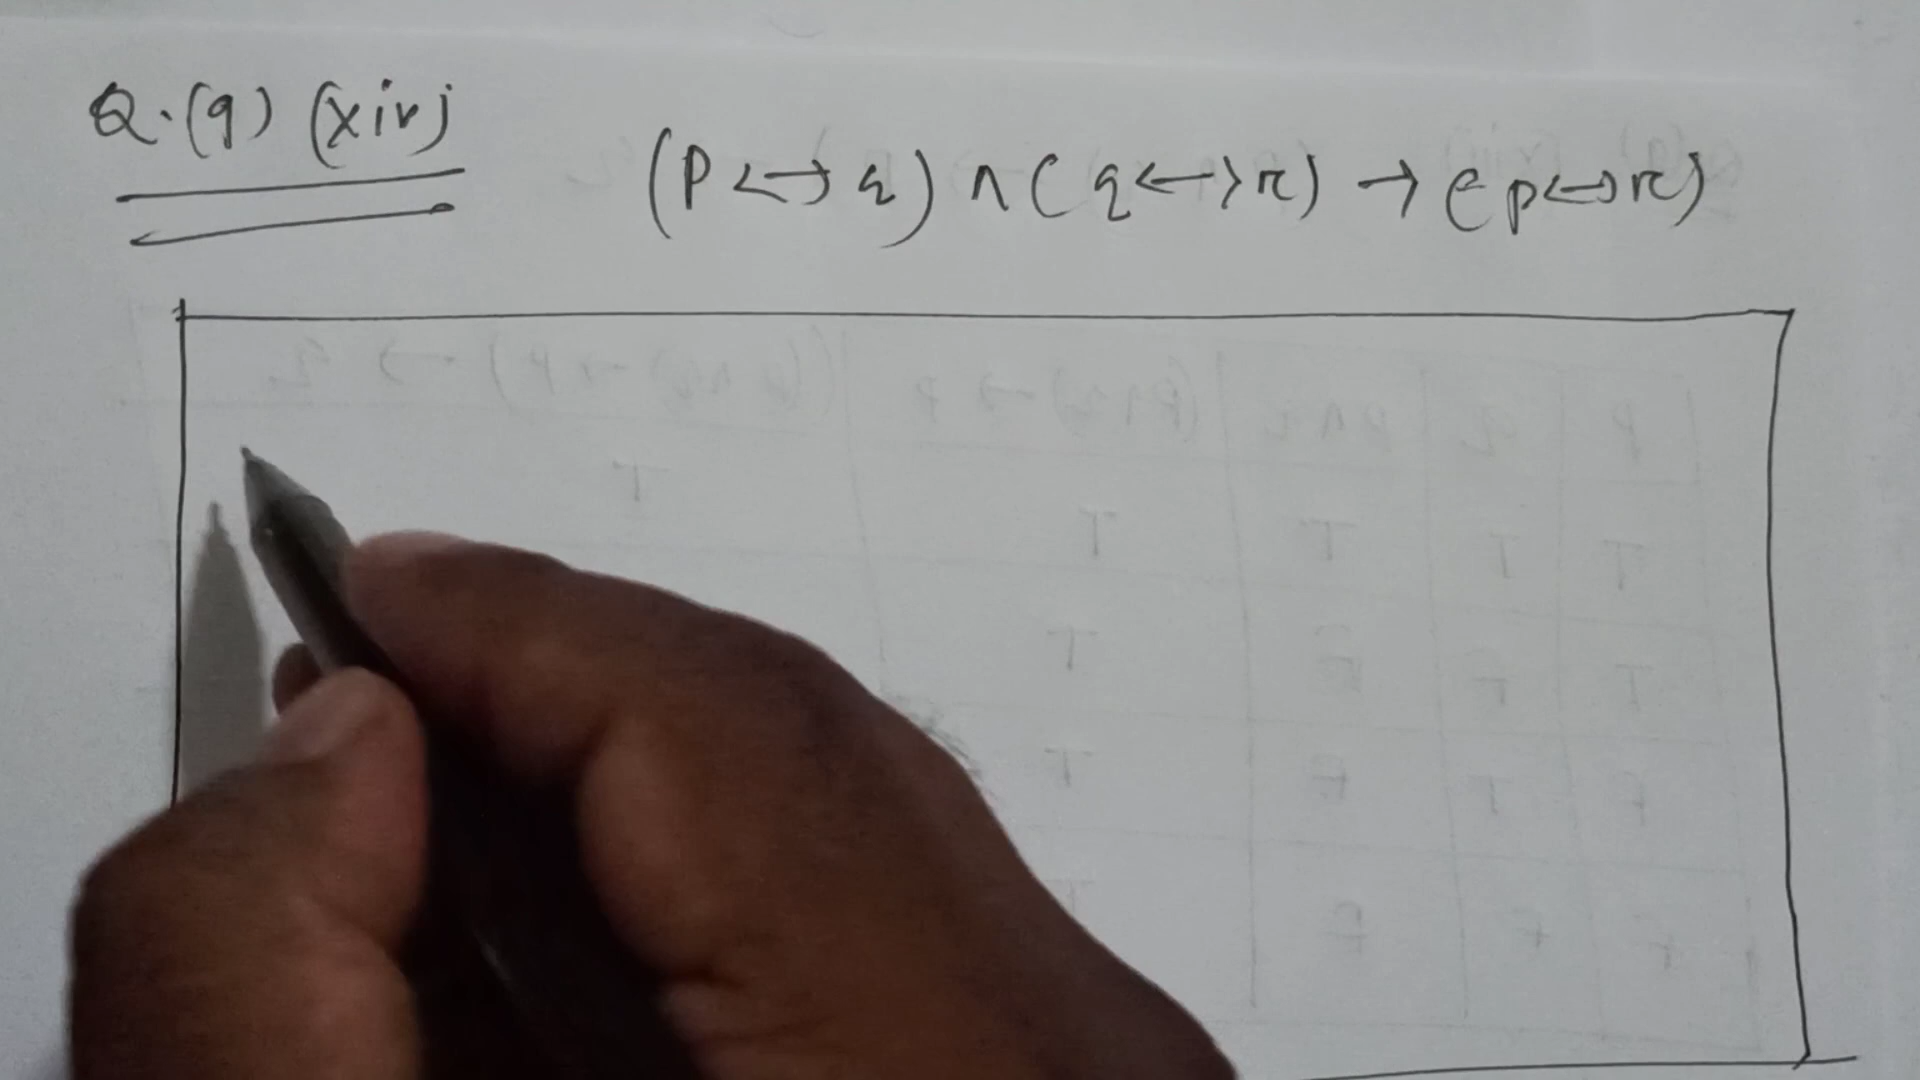 Q.(9) (xiv)
(P ↔ q) ∧ (q ↔ r) → (p ↔ r)